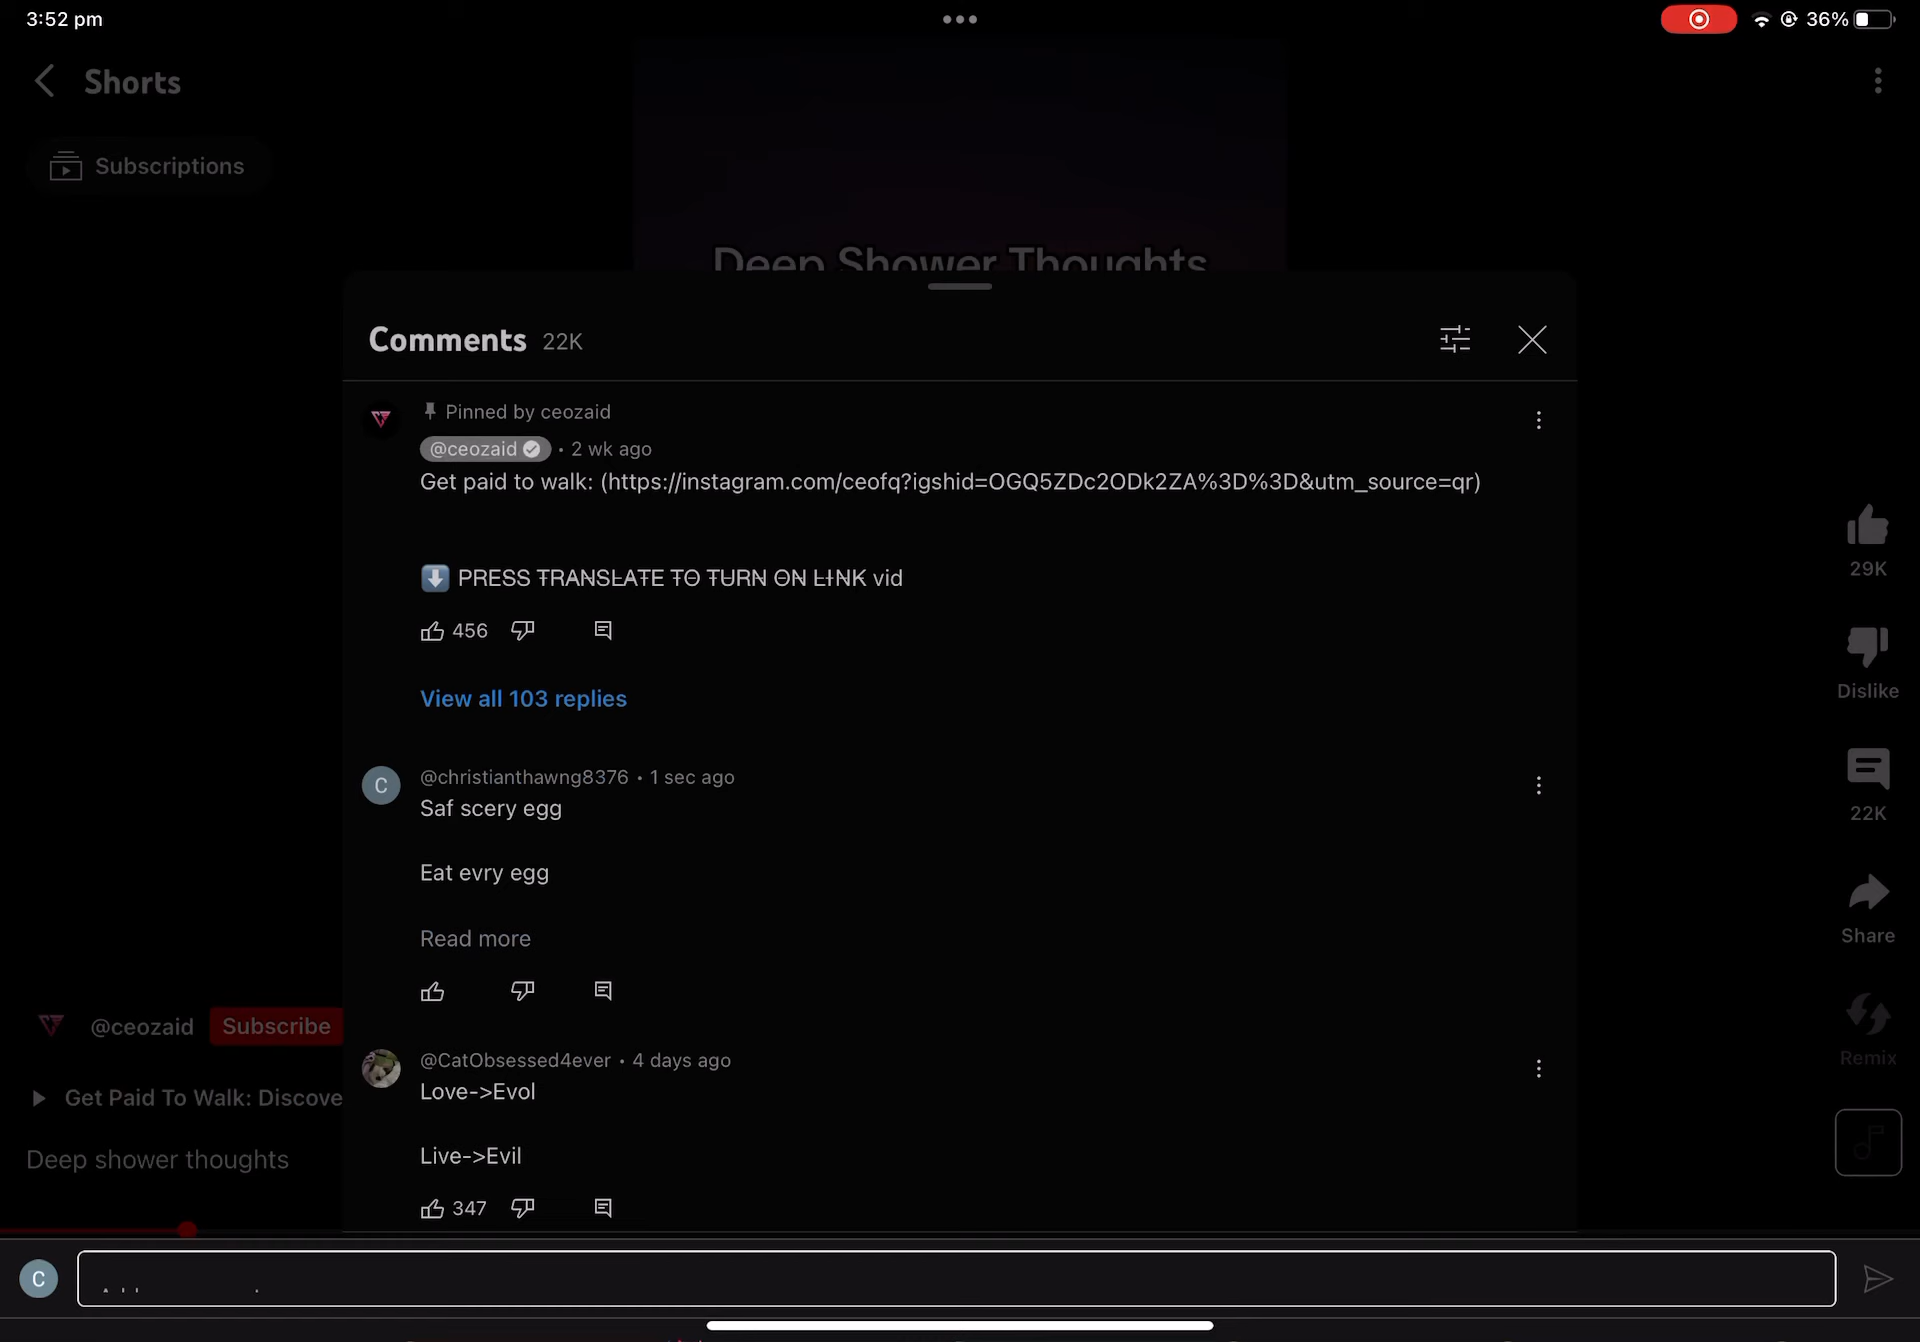 3:52 pm
36%
Shorts
Subscriptions
Deep Shower Thoughts
Comments 22K
Pinned by ceozaid
@ceozaid • 2 wk ago
Get paid to walk: (https://instagram.com/ceofq?igshid=OGQ5ZDc2ODk2ZA%3D%3D&utm_source=qr)
⬇️ PRESS TRANSLATE TO TURN ON LINK vid
456
View all 103 replies
C
@christianthawng8376 • 1 sec ago
Saf scery egg
Eat evry egg
Read more
@CatObsessed4ever • 4 days ago
Love->Evol
Live->Evil
347
29K
Dislike
22K
Share
Remix
@ceozaid Subscribe
Get Paid To Walk: Discove
Deep shower thoughts
C